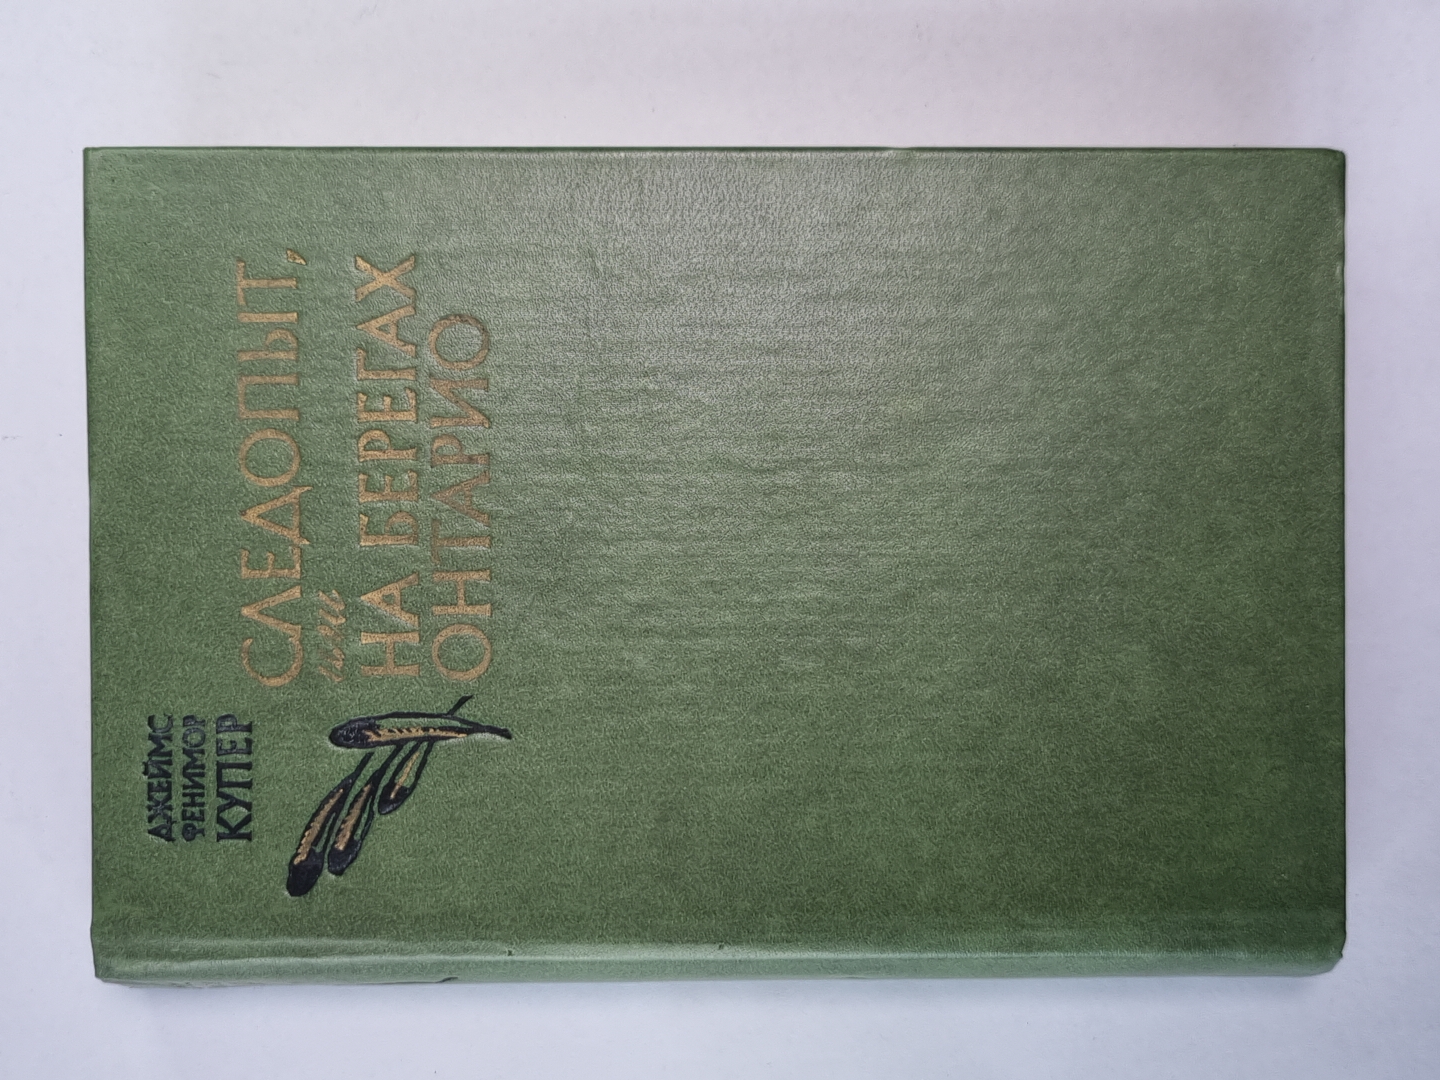 ДЖЕЙМС
ФЕНИМОР
КУПЕР
СЛЕДОПЫТ,
или
НА БЕРЕГАХ
ОНТАРИО